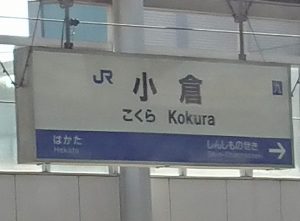 JR 小倉
こくら Kokura
はかた しんしものせき
Hakata Shin-Shimonoseki